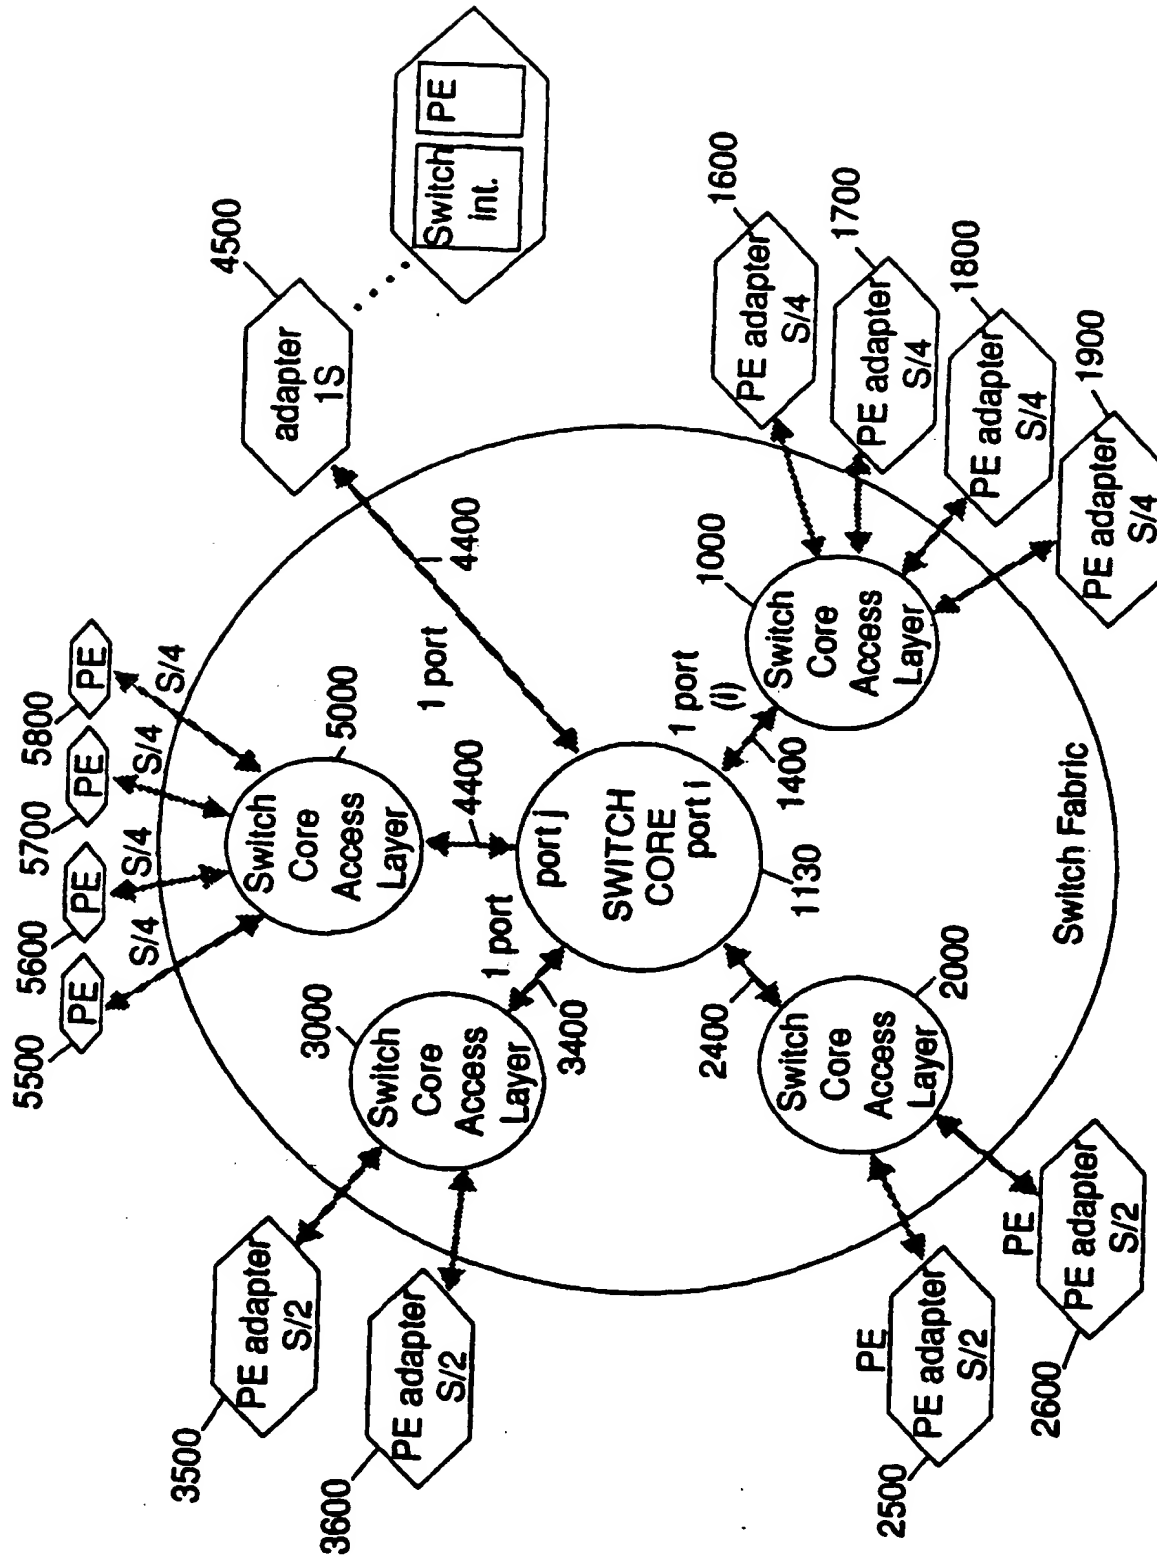 3500
PE adapter
S/2
3600
PE adapter
S/2
3000
Switch
Core
Access
Layer
3400
1 port
5500
PE
S/4
5600
PE
S/4
5700
PE
S/4
5800
PE
S/4
5000
Switch
Core
Access
Layer
4400
1 port
4400
4500
adapter
1S
Switch
int.
PE
port j
SWITCH
CORE
port i
1130
2400
2000
Switch
Core
Access
Layer
PE
PE adapter
S/2
2500
PE
PE adapter
S/2
2600
1 port
(i)
1400
1000
Switch
Core
Access
Layer
1600
PE adapter
S/4
1700
PE adapter
S/4
1800
PE adapter
S/4
1900
PE adapter
S/4
Switch Fabric